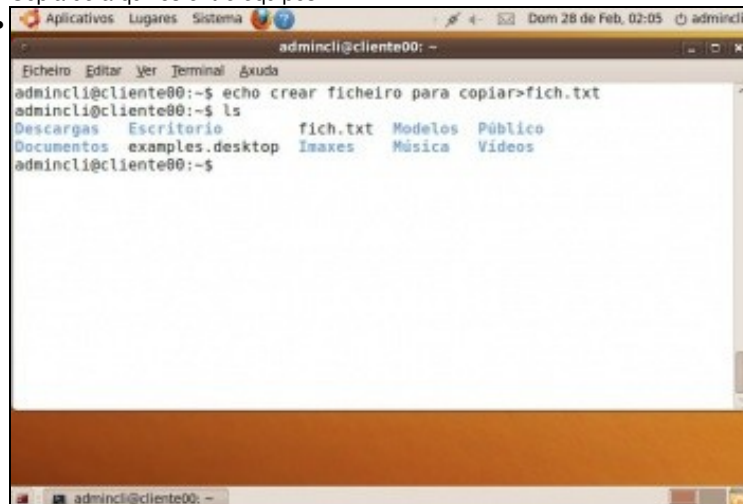 Aplicativos Lugares Sistema Dom 28 de Feb, 02:05 admincli
admincli@cliente00: ~
Ficheiro Editar Ver Terminal Axuda
admincli@cliente00:~$ echo crear ficheiro para copiar>fich.txt
admincli@cliente00:~$ ls
Descargas Escritorio fich.txt Modelos Público
Documentos examples.desktop Imaxes Música Vídeos
admincli@cliente00:~$
admincli@cliente00: ~